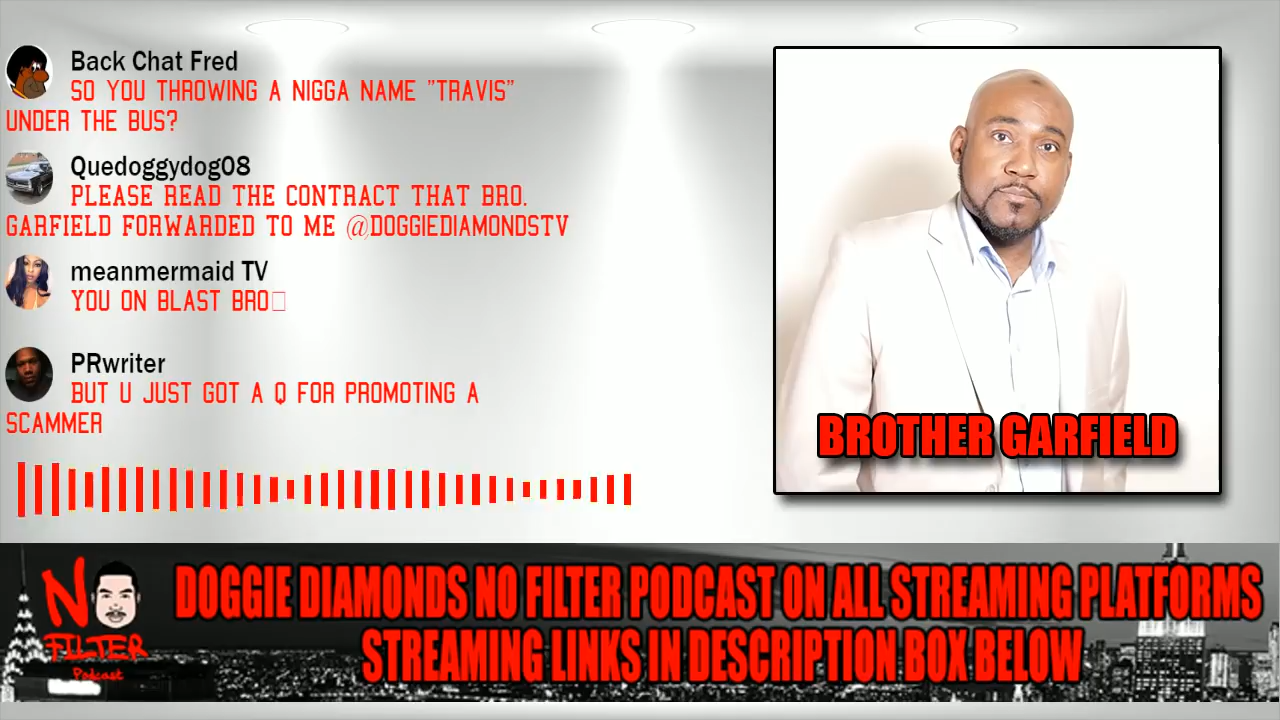 Back Chat Fred
SO YOU THROWING A NIGGA NAME "TRAVIS"
UNDER THE BUS?
Quedoggydog08
PLEASE READ THE CONTRACT THAT BRO.
GARFIELD FORWARDED TO ME @DOGGIEDIAMONDSTV
meanmermaid TV
YOU ON BLAST BRO
PRwriter
BUT U JUST GOT A Q FOR PROMOTING A
SCAMMER
BROTHER GARFIELD
NO
FILTER
Podcast
DOGGIE DIAMONDS NO FILTER PODCAST ON ALL STREAMING PLATFORMS
STREAMING LINKS IN DESCRIPTION BOX BELOW